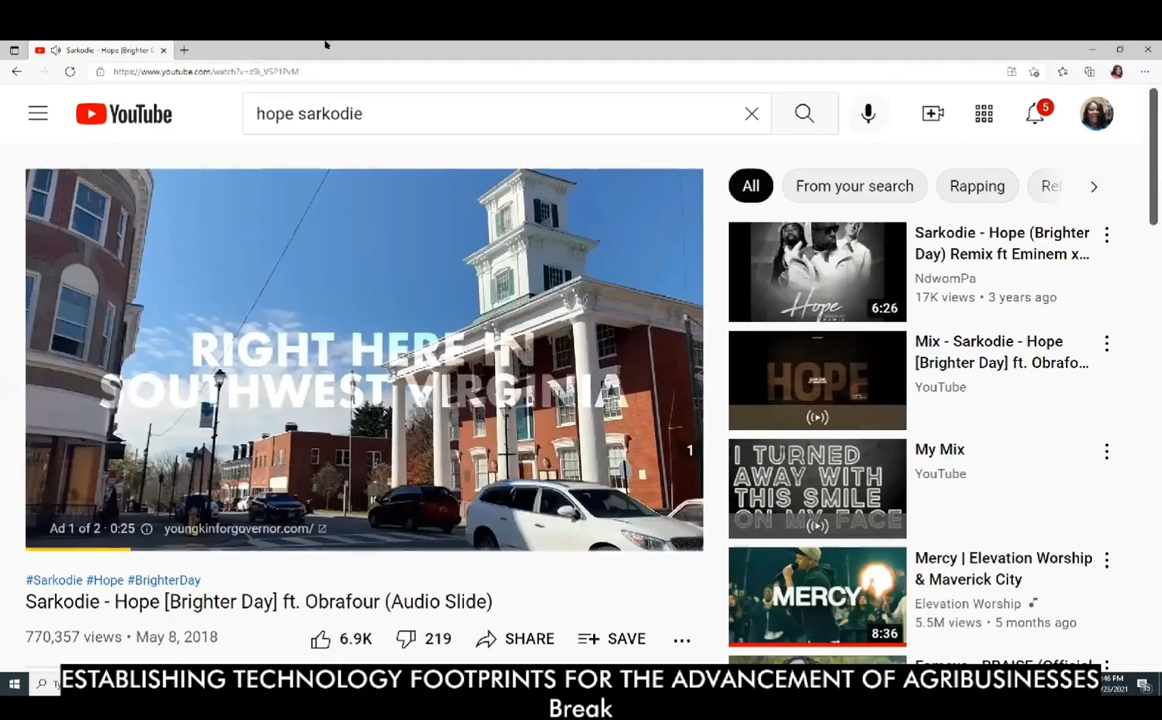 Sarkodie - Hope [Brighter
https://www.youtube.com/watch?v=z9i_VSP1PvM
YouTube
hope sarkodie
5
All
From your search
Rapping
RIGHT HERE IN
SOUTHWEST VIRGINIA
1
Ad 1 of 2 · 0:25
youngkinforgovernor.com/
Hope
6:26
Sarkodie - Hope (Brighter
Day) Remix ft Eminem x...
NdwomPa
17K views • 3 years ago
HOPE
Mix - Sarkodie - Hope
[Brighter Day] ft. Obrafo...
YouTube
I TURNED
AWAY WITH
THIS SMILE
ON MY FACE
My Mix
YouTube
MERCY
8:36
Mercy | Elevation Worship
& Maverick City
Elevation Worship
5.5M views • 5 months ago
#Sarkodie #Hope #BrighterDay
Sarkodie - Hope [Brighter Day] ft. Obrafour (Audio Slide)
770,357 views • May 8, 2018
6.9K
219
SHARE
SAVE
ESTABLISHING TECHNOLOGY FOOTPRINTS FOR THE ADVANCEMENT OF AGRIBUSINESSES
Break